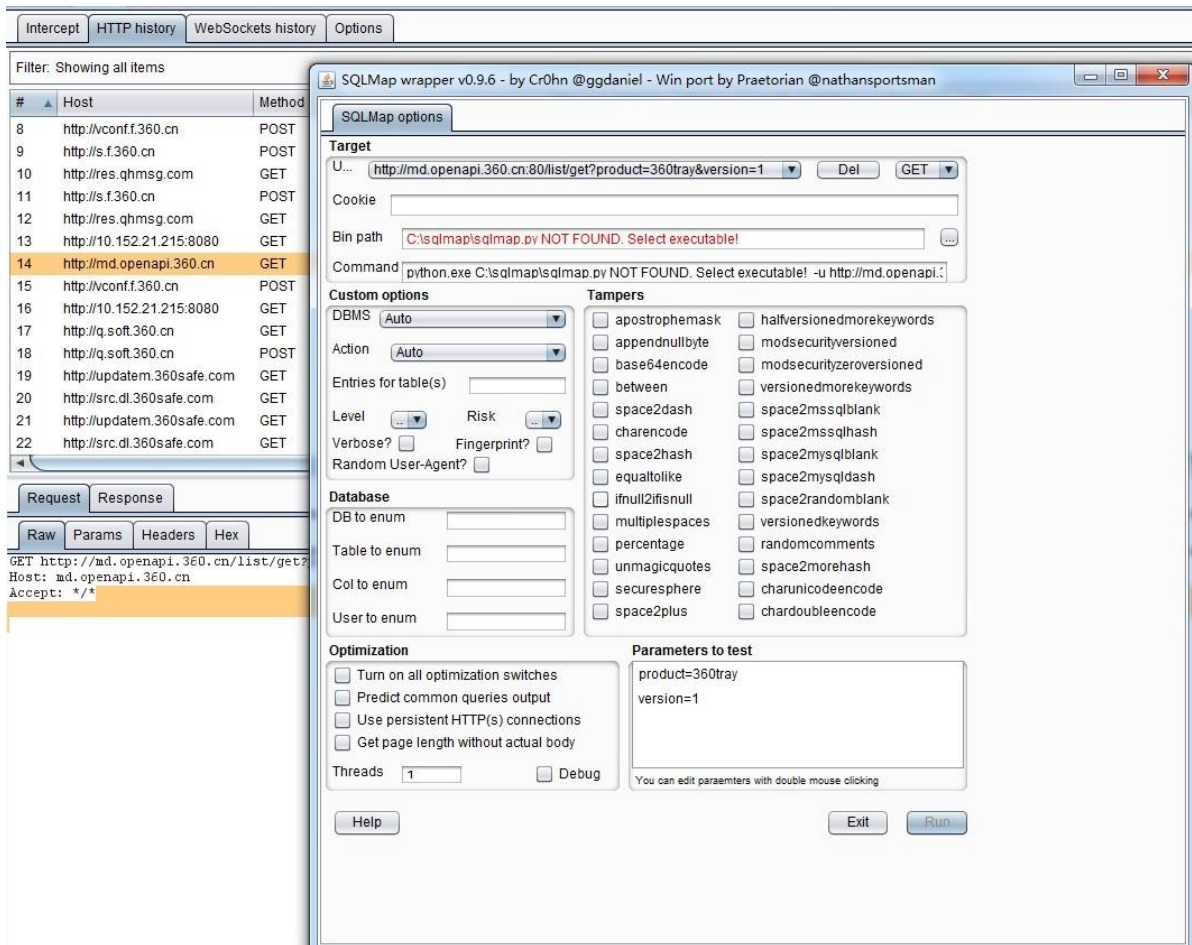 Intercept HTTP history WebSockets history Options
Filter: Showing all items
# Host Method
8 http://vconf.f.360.cn POST
9 http://s.f.360.cn POST
10 http://res.qhmsg.com GET
11 http://s.f.360.cn POST
12 http://res.qhmsg.com GET
13 http://10.152.21.215:8080 GET
14 http://md.openapi.360.cn GET
15 http://vconf.f.360.cn POST
16 http://10.152.21.215:8080 GET
17 http://q.soft.360.cn GET
18 http://q.soft.360.cn POST
19 http://updatem.360safe.com GET
20 http://src.dl.360safe.com GET
21 http://updatem.360safe.com GET
22 http://src.dl.360safe.com GET
Request Response
Raw Params Headers Hex
GET http://md.openapi.360.cn/list/get?
Host: md.openapi.360.cn
Accept: */*
SQLMap wrapper v0.9.6 - by Cr0hn @ggdaniel - Win port by Praetorian @nathansportsman
SQLMap options
Target
U... http://md.openapi.360.cn:80/list/get?product=360tray&version=1 Del GET
Cookie
Bin path C:\sqlmap\sqlmap.py NOT FOUND. Select executable! ...
Command python.exe C:\sqlmap\sqlmap.py NOT FOUND. Select executable! -u http://md.openapi.
Custom options
DBMS Auto
Action Auto
Entries for table(s)
Level .. Risk ..
Verbose? Fingerprint?
Random User-Agent?
Database
DB to enum
Table to enum
Col to enum
User to enum
Tampers
apostrophemask halfversionedmorekeywords
appendnullbyte modsecurityversioned
base64encode modsecurityzeroversioned
between versionedmorekeywords
space2dash space2mssqlblank
charencode space2mssqlhash
space2hash space2mysqlblank
equaltolike space2mysqldash
ifnull2ifisnull space2randomblank
multiplespaces versionedkeywords
percentage randomcomments
unmagicquotes space2morehash
securesphere charunicodeencode
space2plus chardoubleencode
Optimization
Turn on all optimization switches
Predict common queries output
Use persistent HTTP(s) connections
Get page length without actual body
Threads 1 Debug
Parameters to test
product=360tray
version=1
You can edit paraemters with double mouse clicking
Help Exit Run